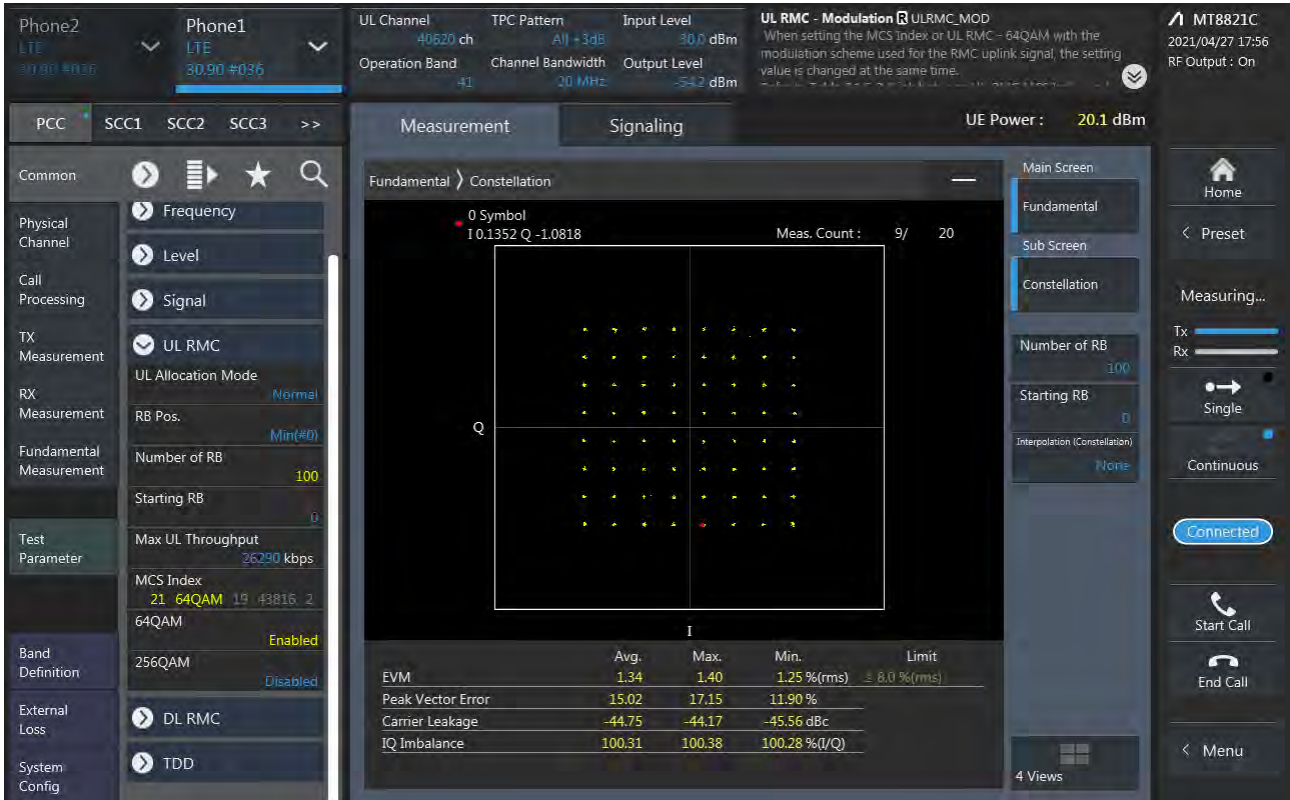 Phone2
LTE
30.90 #036
Phone1
LTE
30.90 #036
UL Channel
40620 ch
TPC Pattern
All +3dB
Input Level
30.0 dBm
Operation Band
41
Channel Bandwidth
20 MHz
Output Level
-54.2 dBm
UL RMC - Modulation R ULRMC_MOD
When setting the MCS Index or UL RMC - 64QAM with the
modulation scheme used for the RMC uplink signal, the setting
value is changed at the same time.
MT8821C
2021/04/27 17:56
RF Output : On
PCC SCC1 SCC2 SCC3 >>
Measurement
Signaling
UE Power : 20.1 dBm
Common
Physical
Channel
Call
Processing
TX
Measurement
RX
Measurement
Fundamental
Measurement
Test
Parameter
Band
Definition
External
Loss
System
Config
Frequency
Level
Signal
UL RMC
UL Allocation Mode
Normal
RB Pos.
Min(#0)
Number of RB
100
Starting RB
0
Max UL Throughput
26290 kbps
MCS Index
21 64QAM 19 43816 2
64QAM
Enabled
256QAM
Disabled
DL RMC
TDD
Fundamental 〉 Constellation
0 Symbol
I 0.1352 Q -1.0818
Meas. Count : 9/ 20
Q
I
Avg. Max. Min. Limit
EVM 1.34 1.40 1.25 %(rms) ≤ 8.0 %(rms)
Peak Vector Error 15.02 17.15 11.90 %
Carrier Leakage -44.75 -44.17 -45.56 dBc
IQ Imbalance 100.31 100.38 100.28 %(I/Q)
Main Screen
Fundamental
Sub Screen
Constellation
Number of RB
100
Starting RB
0
Interpolation (Constellation)
None
4 Views
Home
< Preset
Measuring...
Tx
Rx
Single
Continuous
Connected
Start Call
End Call
< Menu